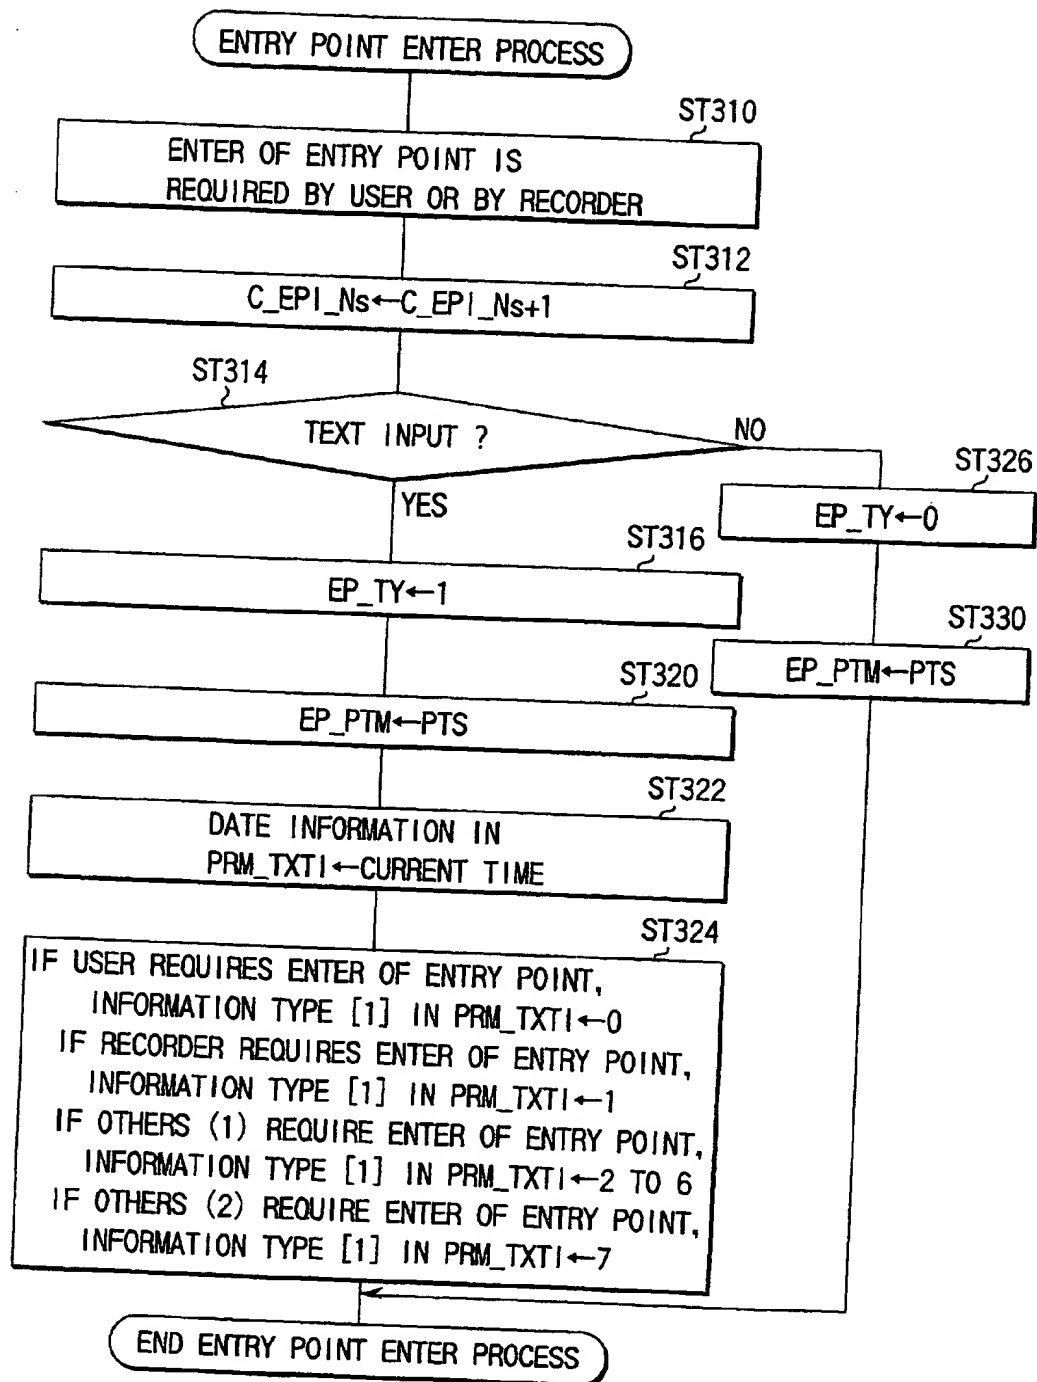 ENTRY POINT ENTER PROCESS
ST310
ENTER OF ENTRY POINT IS
REQUIRED BY USER OR BY RECORDER
ST312
C_EPI_Ns←C_EPI_Ns+1
ST314
TEXT INPUT ?
NO
YES
ST326
EP_TY←0
ST316
EP_TY←1
ST330
EP_PTM←PTS
ST320
EP_PTM←PTS
ST322
DATE INFORMATION IN
PRM_TXTI←CURRENT TIME
ST324
IF USER REQUIRES ENTER OF ENTRY POINT,
INFORMATION TYPE [1] IN PRM_TXTI←0
IF RECORDER REQUIRES ENTER OF ENTRY POINT,
INFORMATION TYPE [1] IN PRM_TXTI←1
IF OTHERS (1) REQUIRE ENTER OF ENTRY POINT,
INFORMATION TYPE [1] IN PRM_TXTI←2 TO 6
IF OTHERS (2) REQUIRE ENTER OF ENTRY POINT,
INFORMATION TYPE [1] IN PRM_TXTI←7
END ENTRY POINT ENTER PROCESS